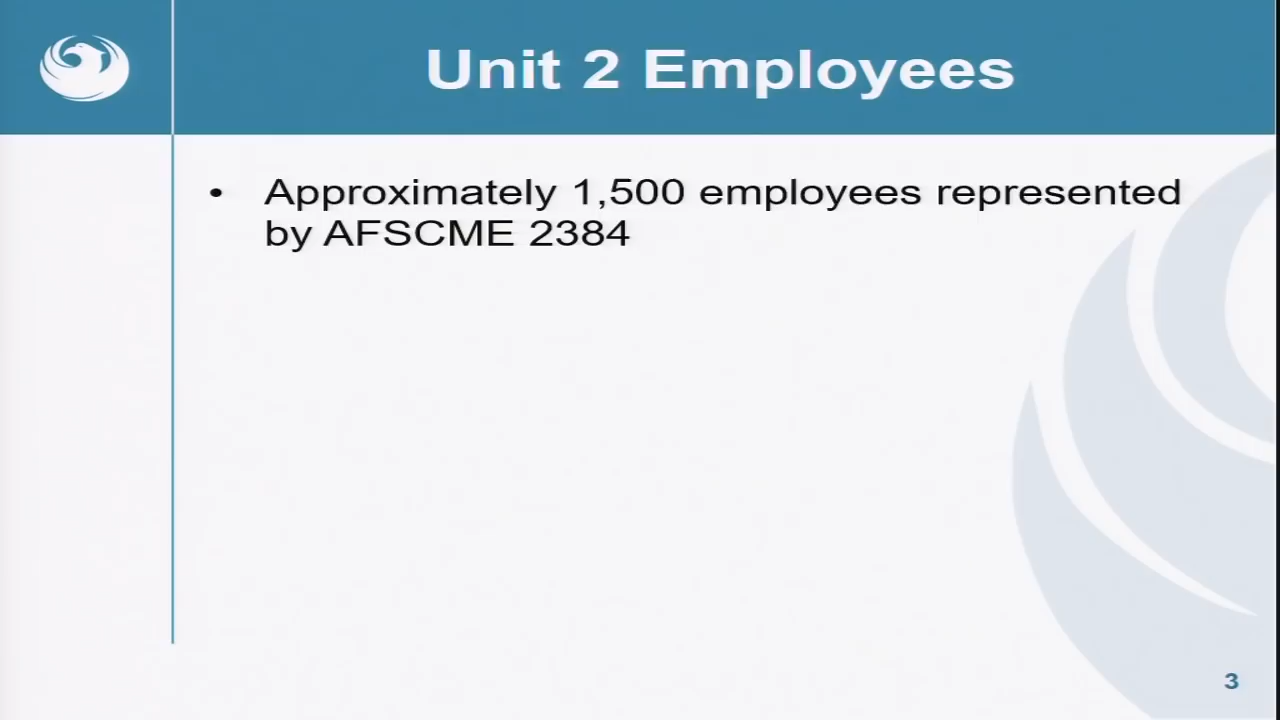 Unit 2 Employees
• Approximately 1,500 employees represented
by AFSCME 2384
3